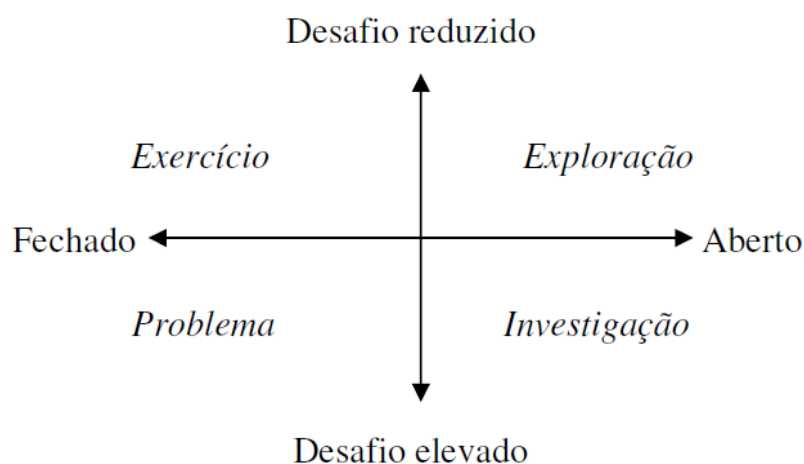 Desafio reduzido
Exercício Exploração
Fechado Aberto
Problema Investigação
Desafio elevado